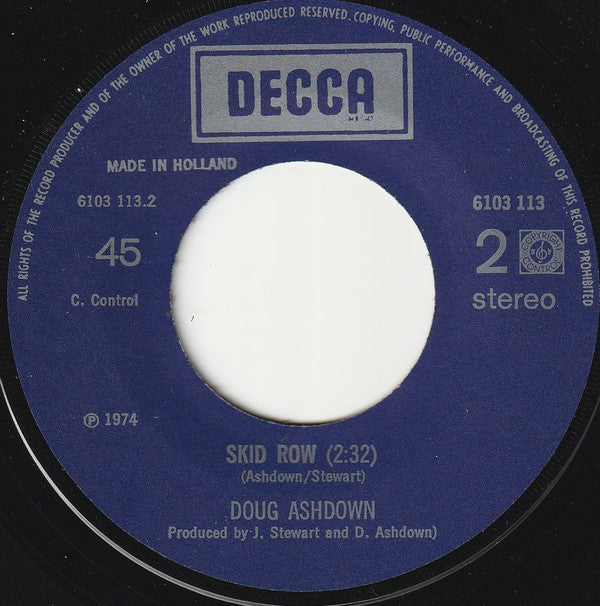 ALL RIGHTS OF THE RECORD PRODUCER AND OF THE OWNER OF THE WORK REPRODUCED RESERVED. COPYING, PUBLIC PERFORMANCE AND BROADCASTING OF THIS RECORD PROHIBITED
DECCA
MADE IN HOLLAND
6103 113.2
6103 113
45
2
COPYRIGHT CONTROL
C. Control
stereo
℗ 1974
SKID ROW (2:32)
(Ashdown/Stewart)
DOUG ASHDOWN
Produced by J. Stewart and D. Ashdown)